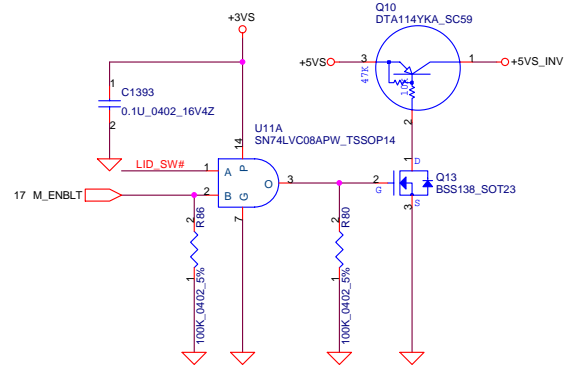 Q10
DTA114YKA_SC59
+3VS
+5VS
3
1
+5VS_INV
47K
10K
2
1
C1393
0.1U_0402_16V4Z
2
U11A
SN74LVC08APW_TSSOP14
14
LID_SW#
1
A
P
17 M_ENBLT
2
B
G
O
3
7
1
D
2
G
Q13
BSS138_SOT23
3
S
2
R86
1
100K_0402_5%
2
R80
1
100K_0402_5%